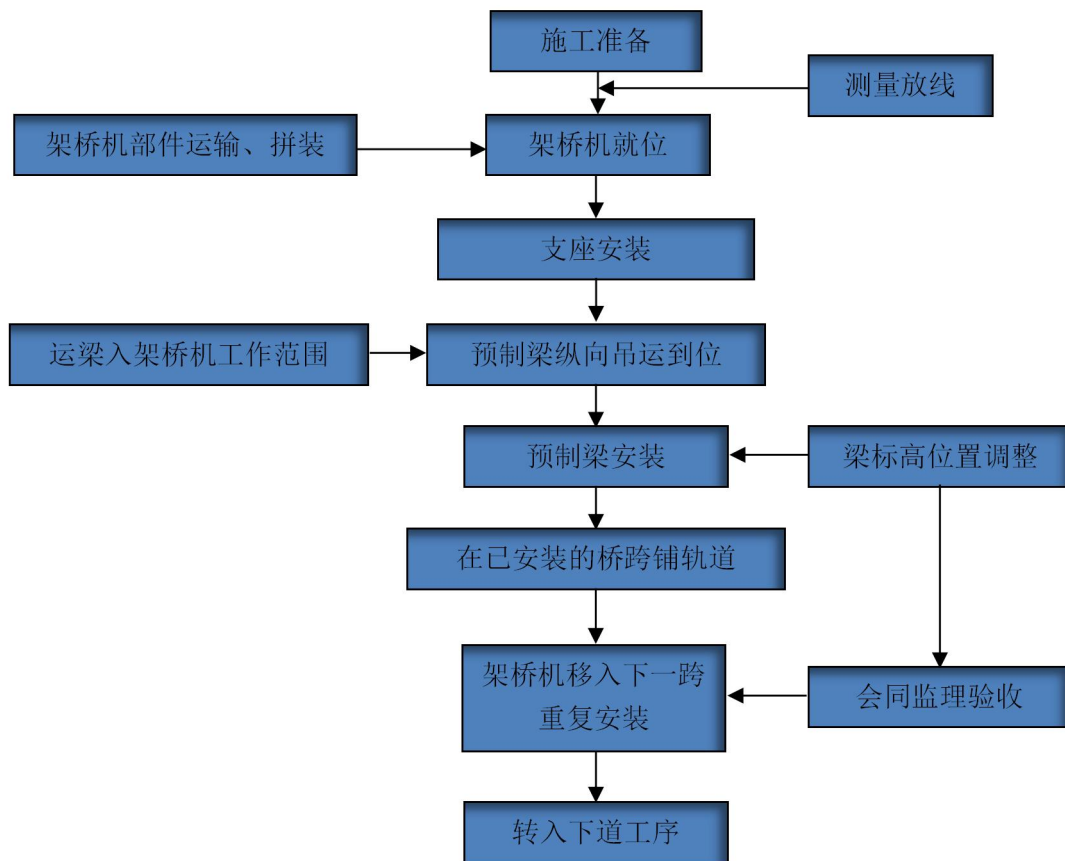 施工准备
测量放线
架桥机部件运输、拼装
架桥机就位
支座安装
运梁入架桥机工作范围
预制梁纵向吊运到位
预制梁安装
梁标高位置调整
在已安装的桥跨铺轨道
架桥机移入下一跨
重复安装
会同监理验收
转入下道工序